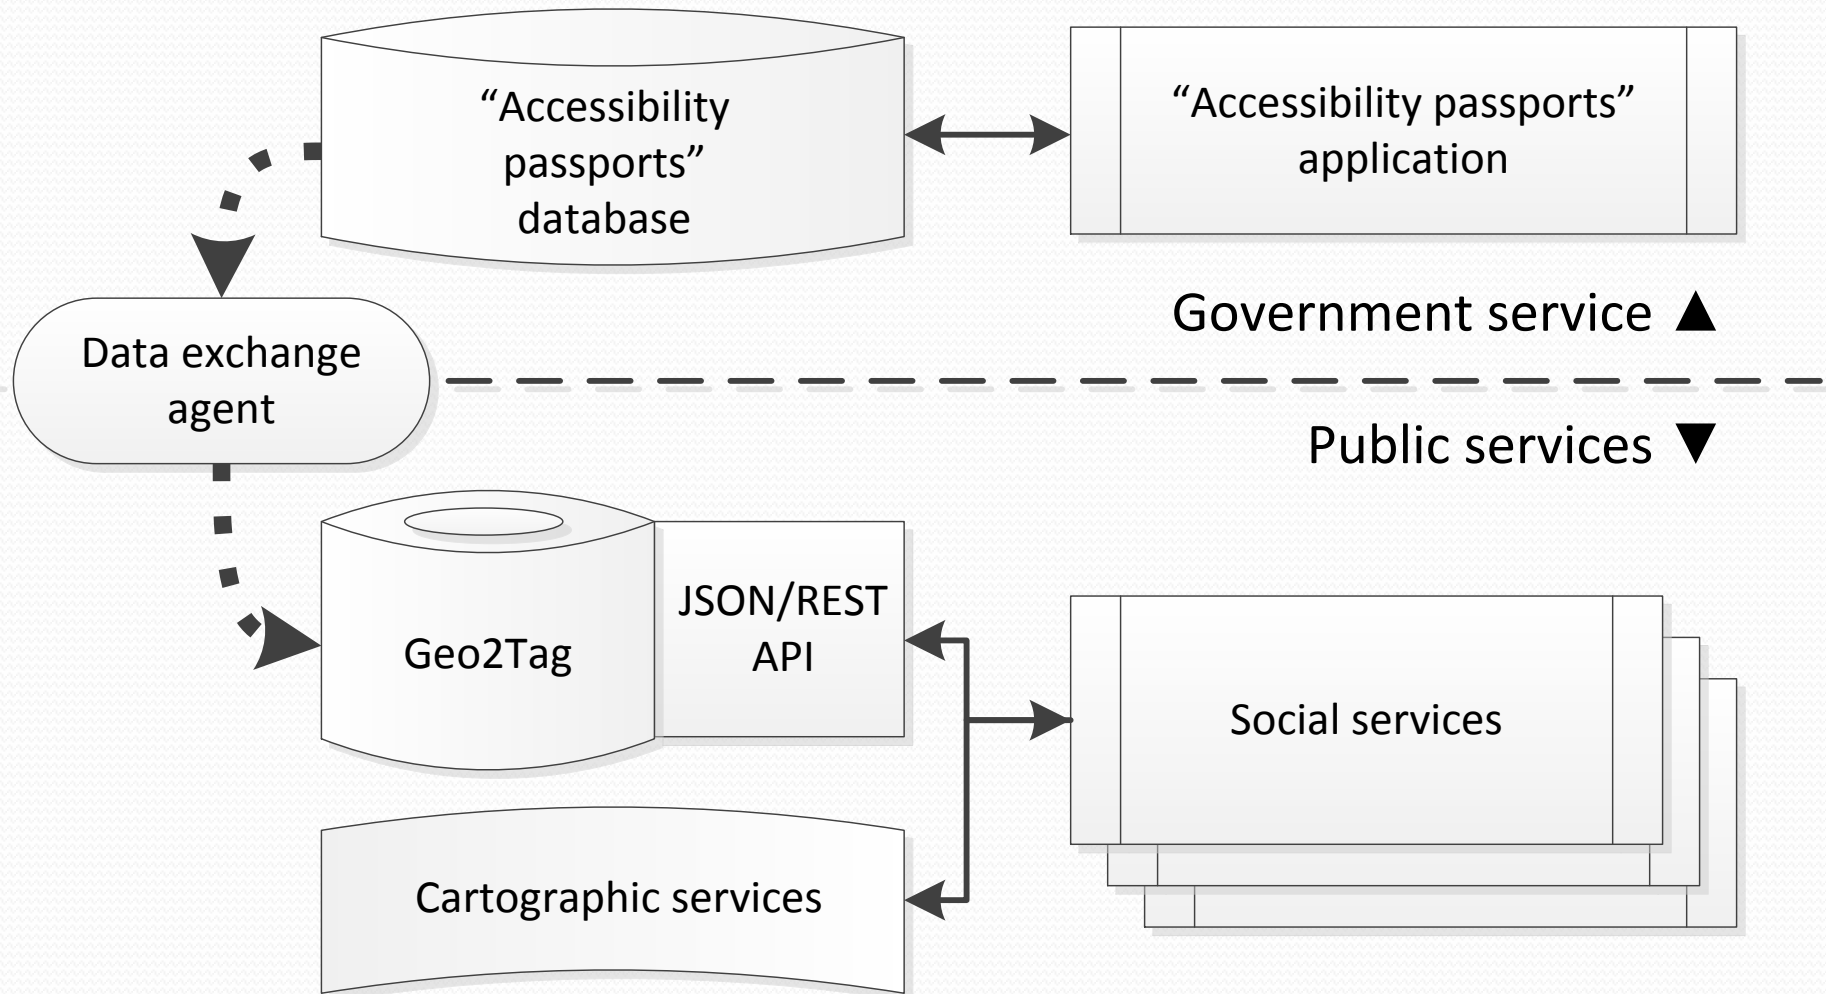 “Accessibility
passports”
database
“Accessibility passports”
application
Government service ▲
Data exchange
agent
Public services ▼
Geo2Tag
JSON/REST
API
Social services
Cartographic services